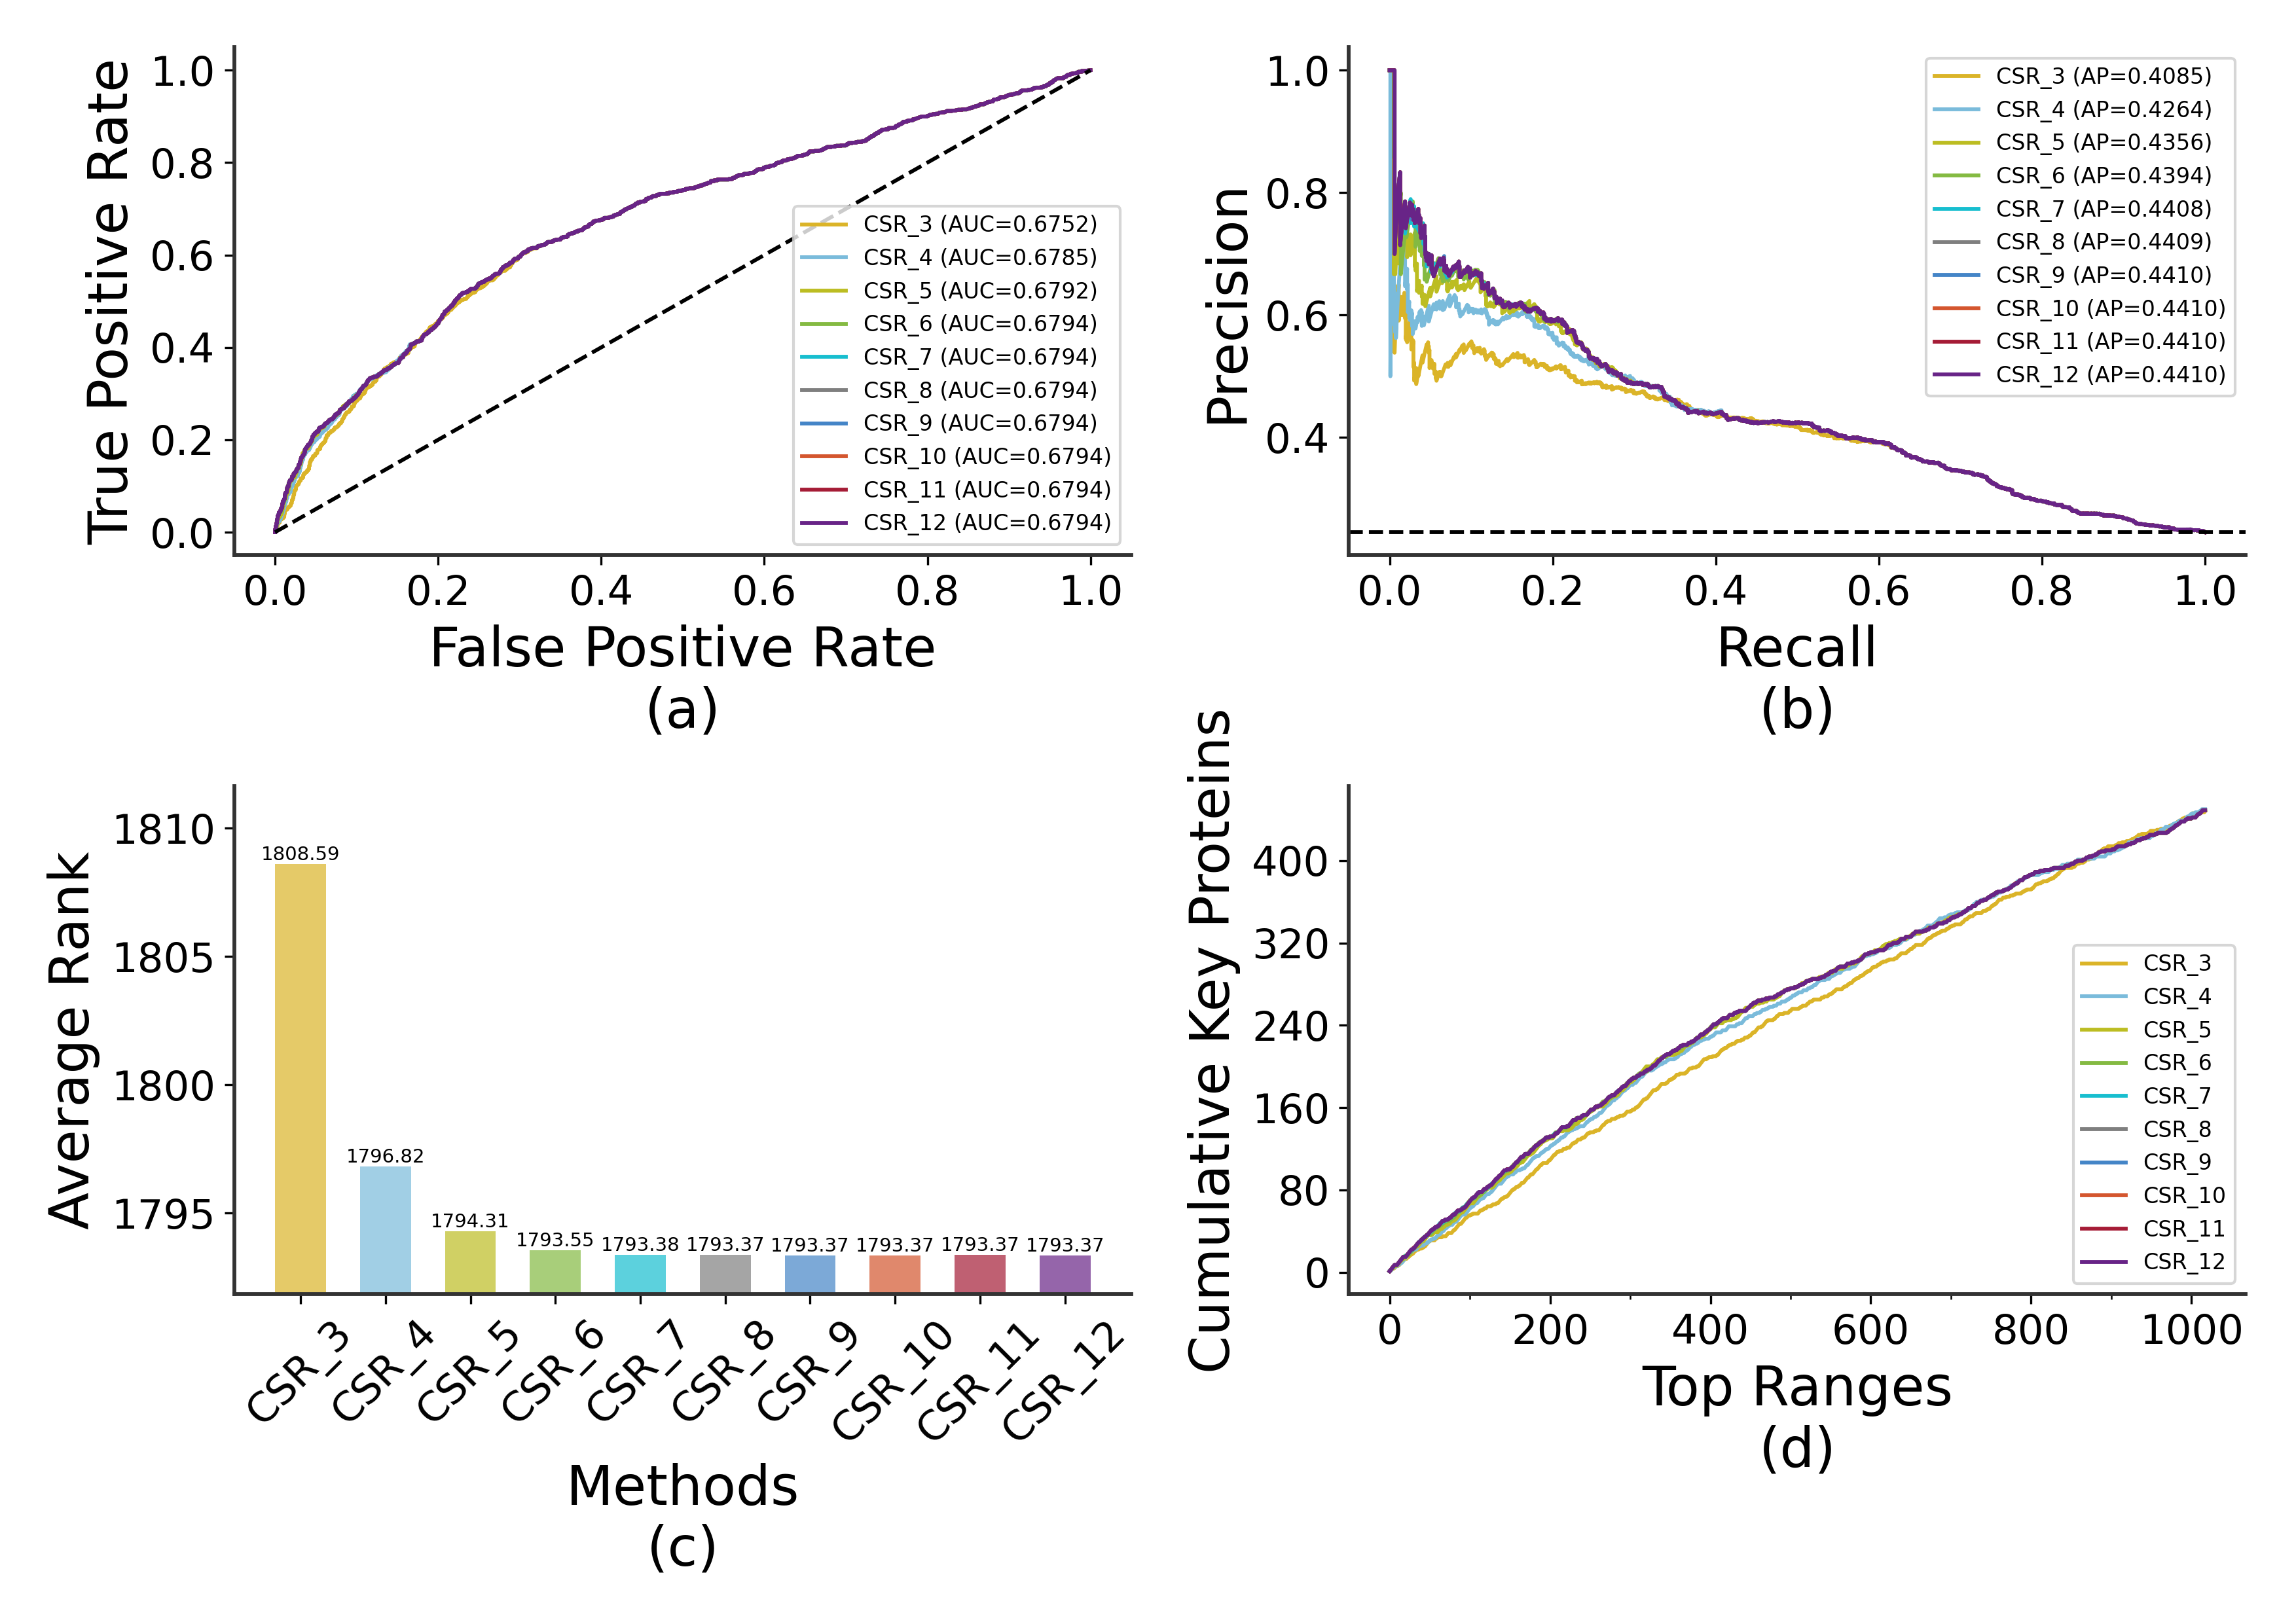 True Positive Rate
1.0
0.8
0.6
0.4
0.2
0.0
CSR_3 (AUC=0.6752)
CSR_4 (AUC=0.6785)
CSR_5 (AUC=0.6792)
CSR_6 (AUC=0.6794)
CSR_7 (AUC=0.6794)
CSR_8 (AUC=0.6794)
CSR_9 (AUC=0.6794)
CSR_10 (AUC=0.6794)
CSR_11 (AUC=0.6794)
CSR_12 (AUC=0.6794)
0.0 0.2 0.4 0.6 0.8 1.0
False Positive Rate
(a)
Precision
1.0
0.8
0.6
0.4
CSR_3 (AP=0.4085)
CSR_4 (AP=0.4264)
CSR_5 (AP=0.4356)
CSR_6 (AP=0.4394)
CSR_7 (AP=0.4408)
CSR_8 (AP=0.4409)
CSR_9 (AP=0.4410)
CSR_10 (AP=0.4410)
CSR_11 (AP=0.4410)
CSR_12 (AP=0.4410)
0.0 0.2 0.4 0.6 0.8 1.0
Recall
(b)
Average Rank
1810
1805
1800
1795
1808.59
1796.82
1794.31
1793.55
1793.38
1793.37
1793.37
1793.37
1793.37
1793.37
CSR_3
CSR_4
CSR_5
CSR_6
CSR_7
CSR_8
CSR_9
CSR_10
CSR_11
CSR_12
Methods
(c)
Cumulative Key Proteins
400
320
240
160
80
0
CSR_3
CSR_4
CSR_5
CSR_6
CSR_7
CSR_8
CSR_9
CSR_10
CSR_11
CSR_12
0 200 400 600 800 1000
Top Ranges
(d)